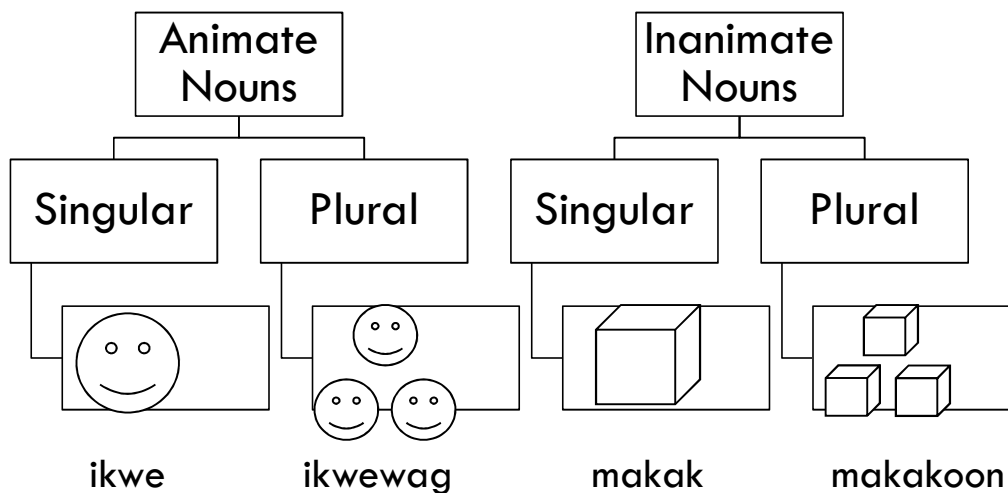 Animate
Nouns
Inanimate
Nouns
Singular
Plural
Singular
Plural
ikwe
ikwewag
makak
makakoon